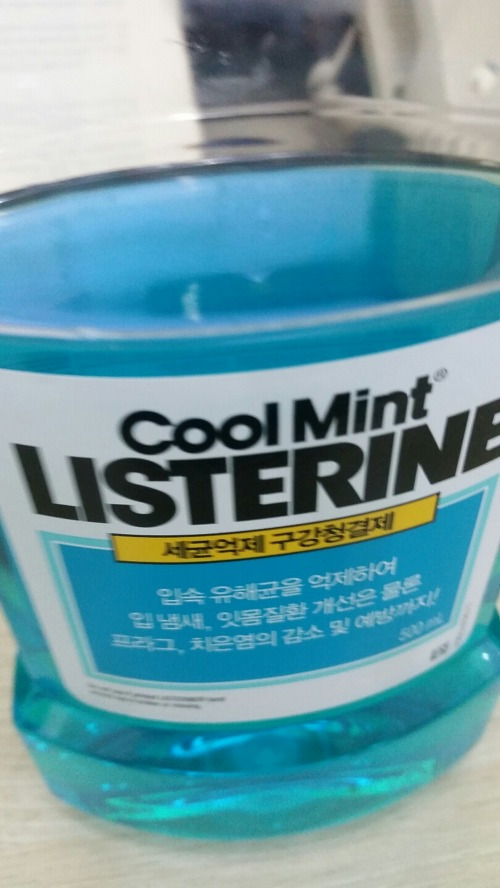 Cool Mint®
LISTERINE
세균억제 구강청결제
입속 유해균을 억제하여
입 냄새, 잇몸질환 개선은 물론
프라그, 치은염의 감소 및 예방까지!
500 mL